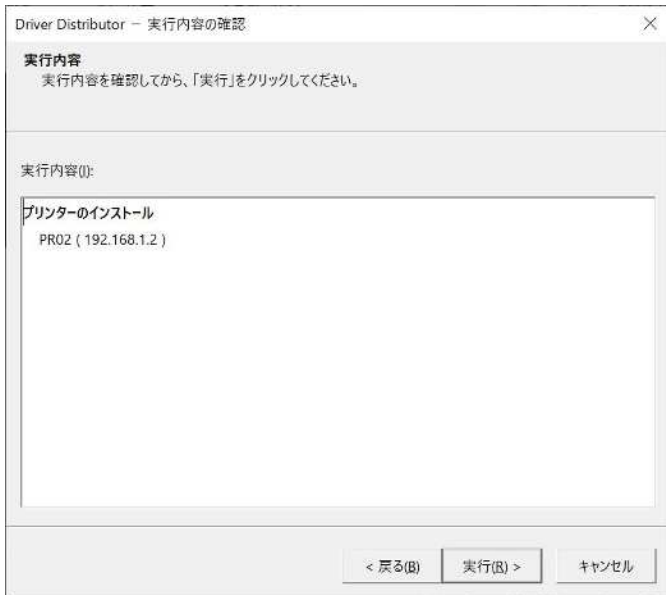 Driver Distributor － 実行内容の確認
実行内容
実行内容を確認してから、「実行」をクリックしてください。
実行内容(I):
プリンターのインストール
PR02 ( 192.168.1.2 )
< 戻る(B)
実行(R) >
キャンセル